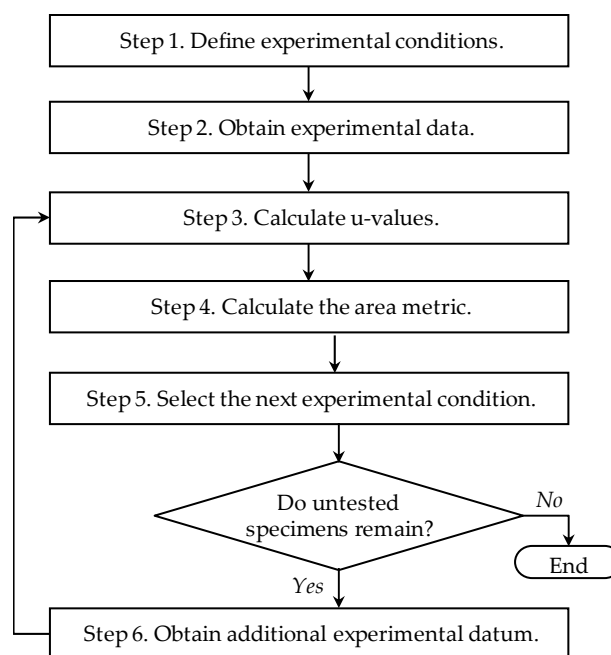 Step 1. Define experimental conditions.
Step 2. Obtain experimental data.
Step 3. Calculate u-values.
Step 4. Calculate the area metric.
Step 5. Select the next experimental condition.
Do untested
specimens remain?
No
End
Yes
Step 6. Obtain additional experimental datum.